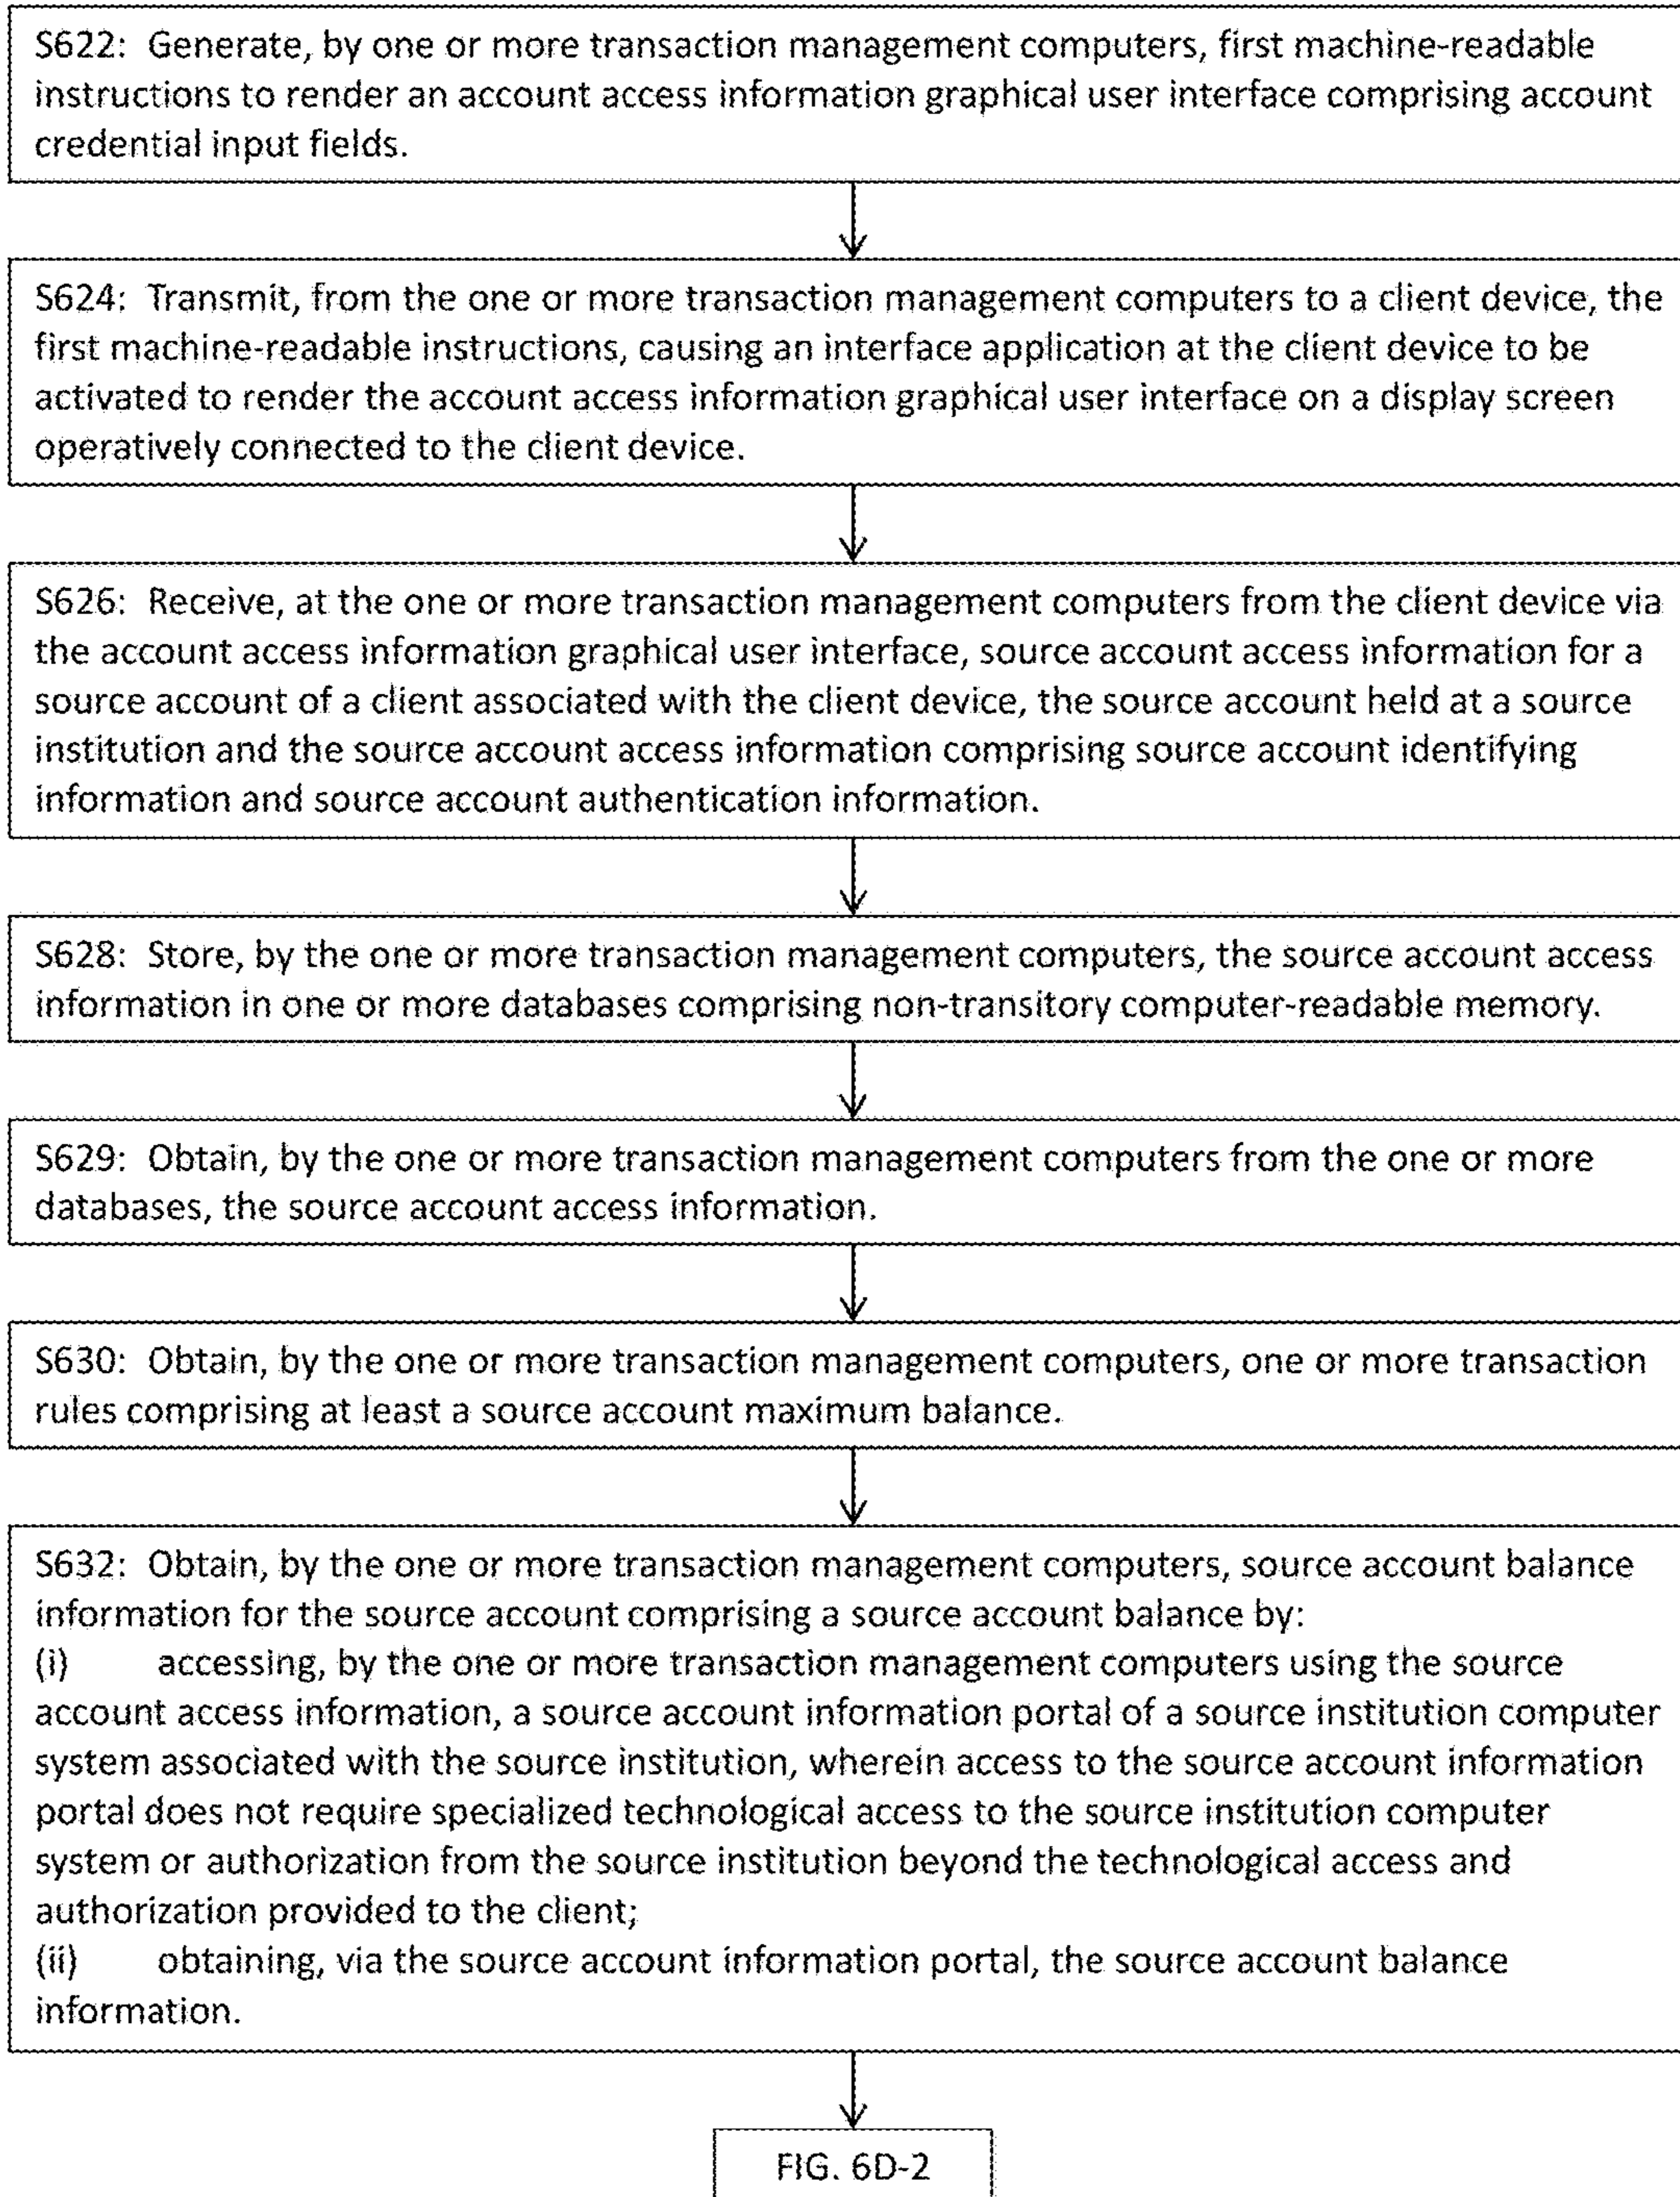 S622: Generate, by one or more transaction management computers, first machine-readable
instructions to render an account access information graphical user interface comprising account
credential input fields.
S624: Transmit, from the one or more transaction management computers to a client device, the
first machine-readable instructions, causing an interface application at the client device to be
activated to render the account access information graphical user interface on a display screen
operatively connected to the client device.
S626: Receive, at the one or more transaction management computers from the client device via
the account access information graphical user interface, source account access information for a
source account of a client associated with the client device, the source account held at a source
institution and the source account access information comprising source account identifying
information and source account authentication information.
S628: Store, by the one or more transaction management computers, the source account access
information in one or more databases comprising non-transitory computer-readable memory.
S629: Obtain, by the one or more transaction management computers from the one or more
databases, the source account access information.
S630: Obtain, by the one or more transaction management computers, one or more transaction
rules comprising at least a source account maximum balance.
S632: Obtain, by the one or more transaction management computers, source account balance
information for the source account comprising a source account balance by:
(i) accessing, by the one or more transaction management computers using the source
account access information, a source account information portal of a source institution computer
system associated with the source institution, wherein access to the source account information
portal does not require specialized technological access to the source institution computer
system or authorization from the source institution beyond the technological access and
authorization provided to the client;
(ii) obtaining, via the source account information portal, the source account balance
information.
FIG. 6D-2